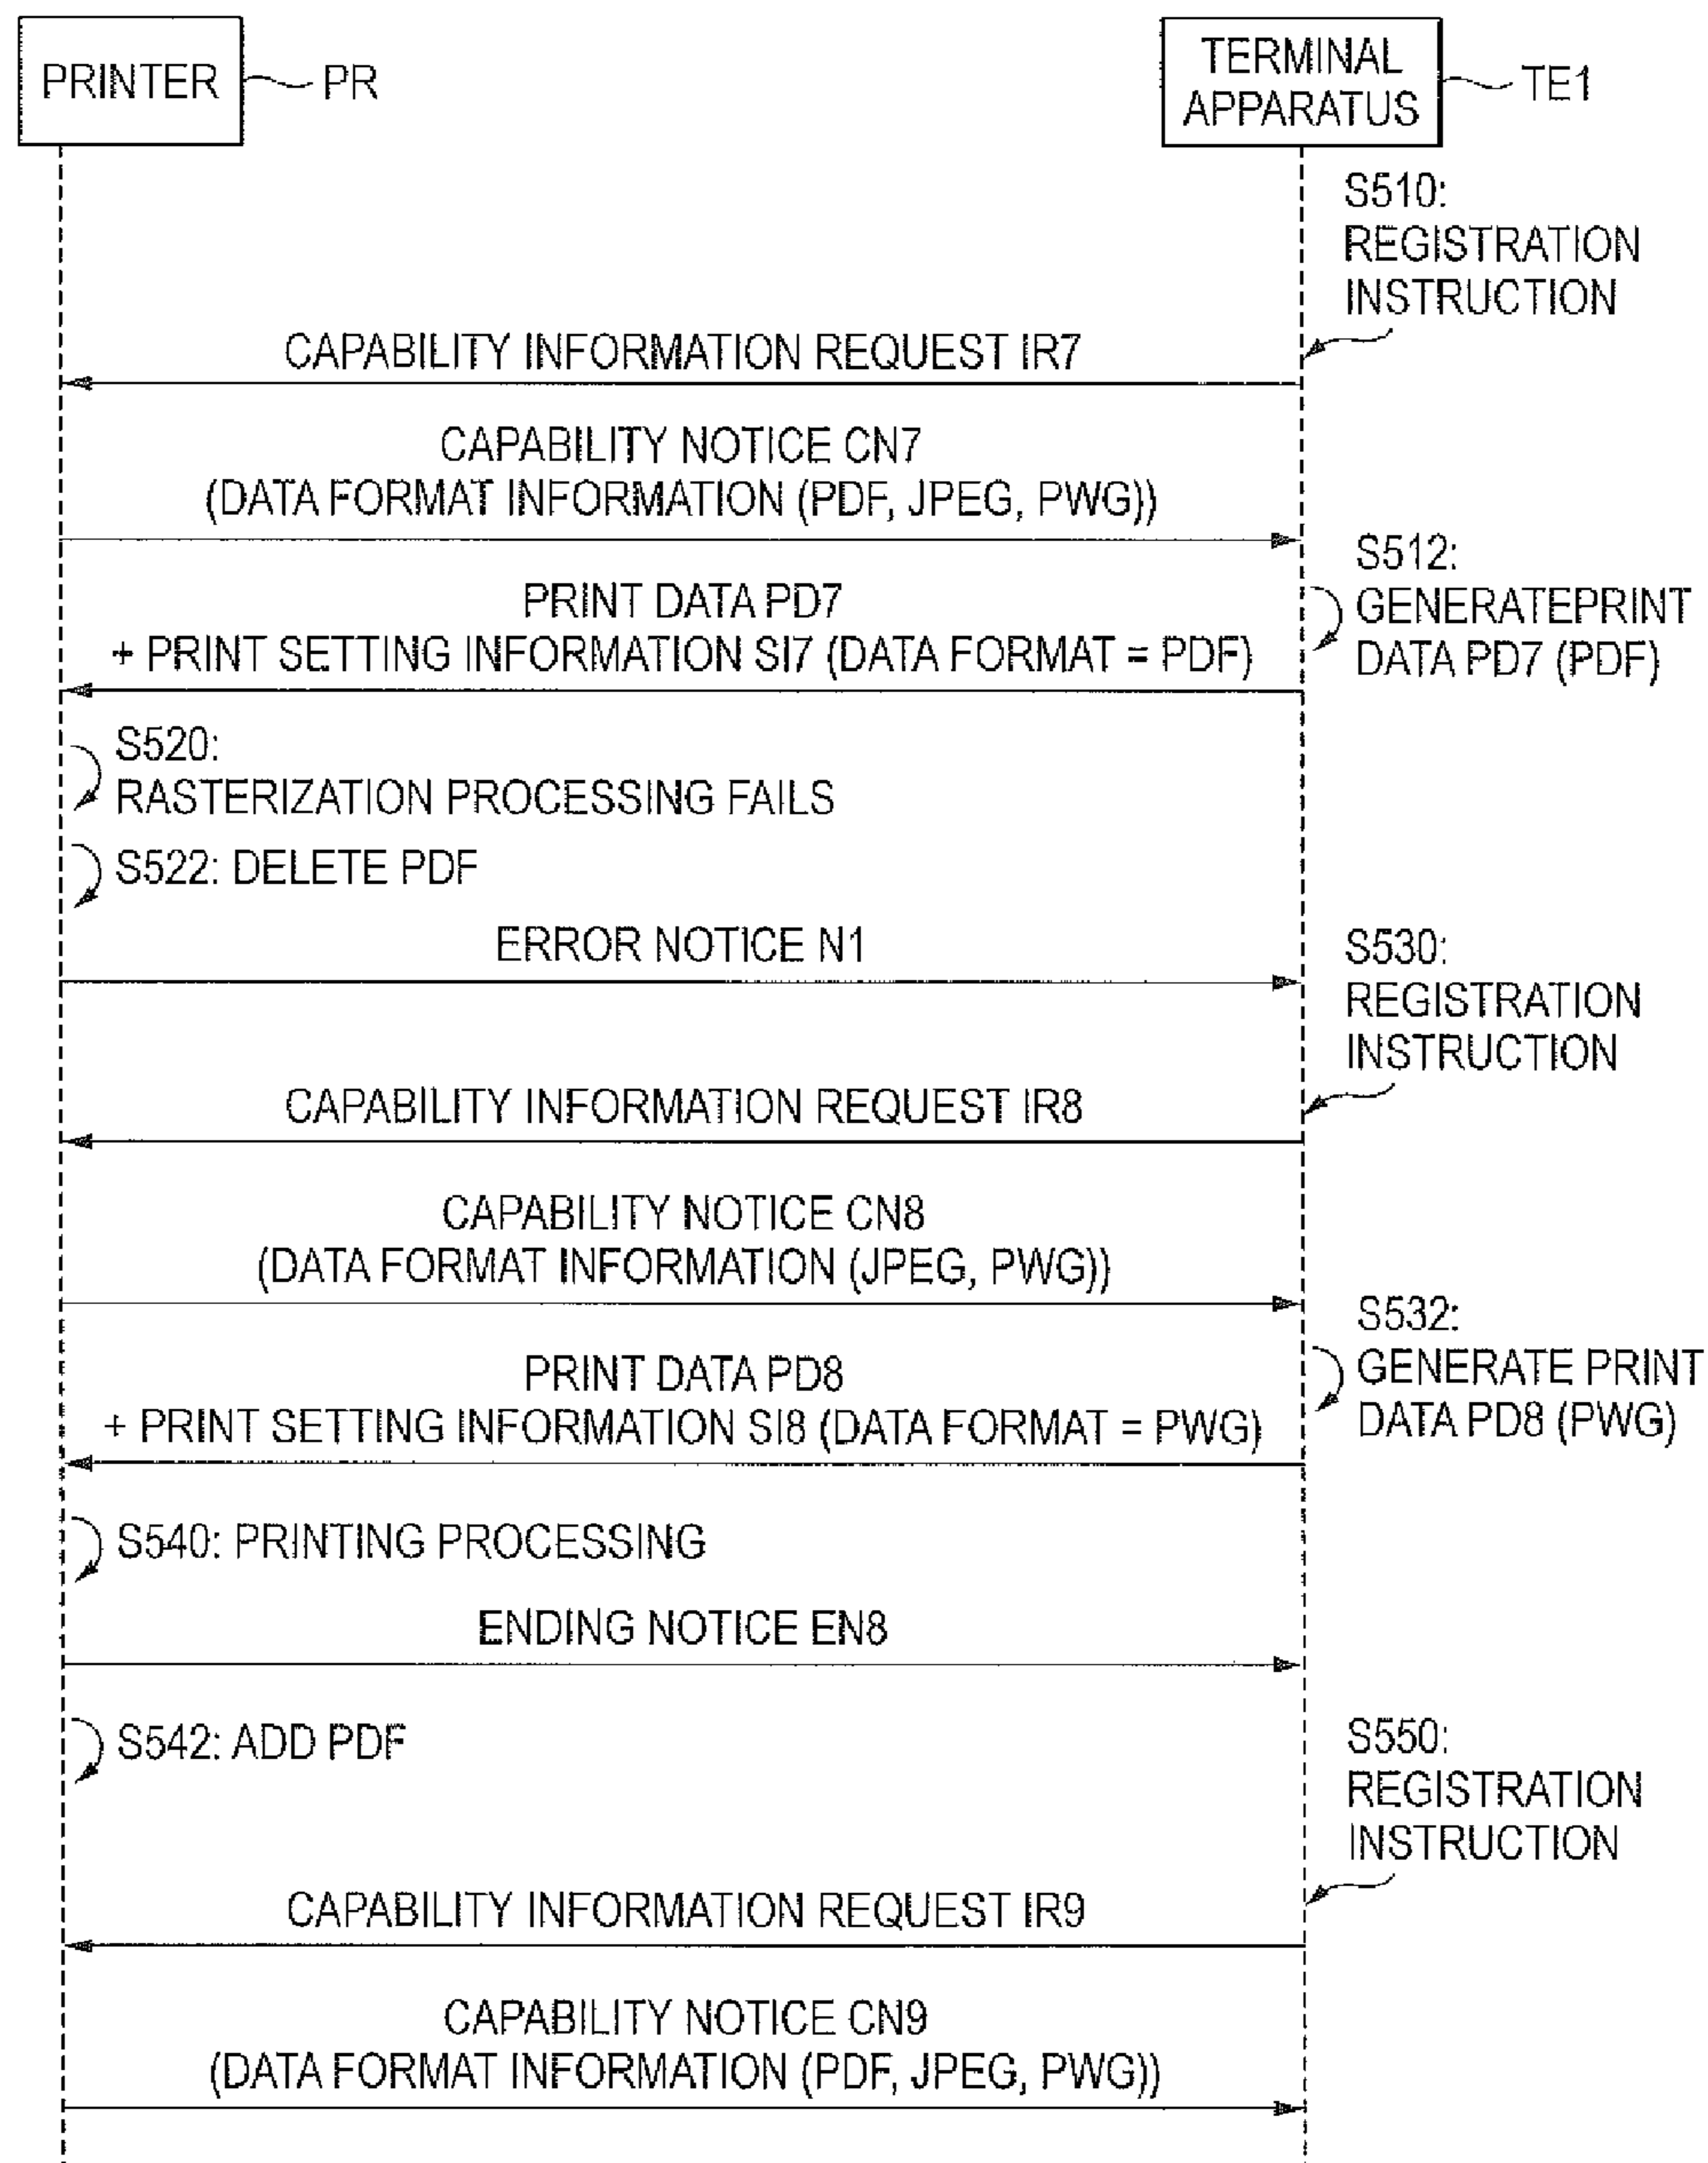 PRINTER
PR
TERMINAL
APPARATUS
TE1
S510:
REGISTRATION
INSTRUCTION
CAPABILITY INFORMATION REQUEST IR7
CAPABILITY NOTICE CN7
(DATA FORMAT INFORMATION (PDF, JPEG, PWG))
S512:
GENERATEPRINT
DATA PD7 (PDF)
PRINT DATA PD7
+ PRINT SETTING INFORMATION SI7 (DATA FORMAT = PDF)
S520:
RASTERIZATION PROCESSING FAILS
S522: DELETE PDF
ERROR NOTICE N1
S530:
REGISTRATION
INSTRUCTION
CAPABILITY INFORMATION REQUEST IR8
CAPABILITY NOTICE CN8
(DATA FORMAT INFORMATION (JPEG, PWG))
S532:
GENERATE PRINT
DATA PD8 (PWG)
PRINT DATA PD8
+ PRINT SETTING INFORMATION SI8 (DATA FORMAT = PWG)
S540: PRINTING PROCESSING
ENDING NOTICE EN8
S542: ADD PDF
S550:
REGISTRATION
INSTRUCTION
CAPABILITY INFORMATION REQUEST IR9
CAPABILITY NOTICE CN9
(DATA FORMAT INFORMATION (PDF, JPEG, PWG))